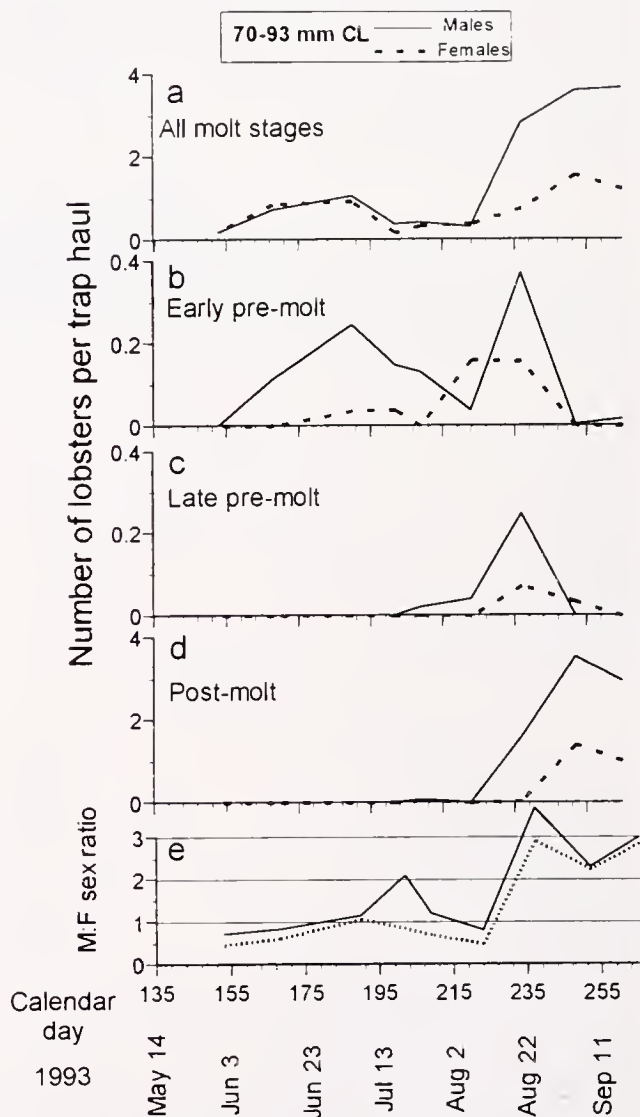 70-93 mm CL
Males
Females
Number of lobsters per trap haul
a
All molt stages
4
2
0
b
Early pre-molt
0.4
0.2
0
c
Late pre-molt
0.4
0.2
0
d
Post-molt
4
2
0
M:F sex ratio
e
3
2
1
0
Calendar day
135 155 175 195 215 235 255
1993
May 14
Jun 3
Jun 23
Jul 13
Aug 2
Aug 22
Sep 11